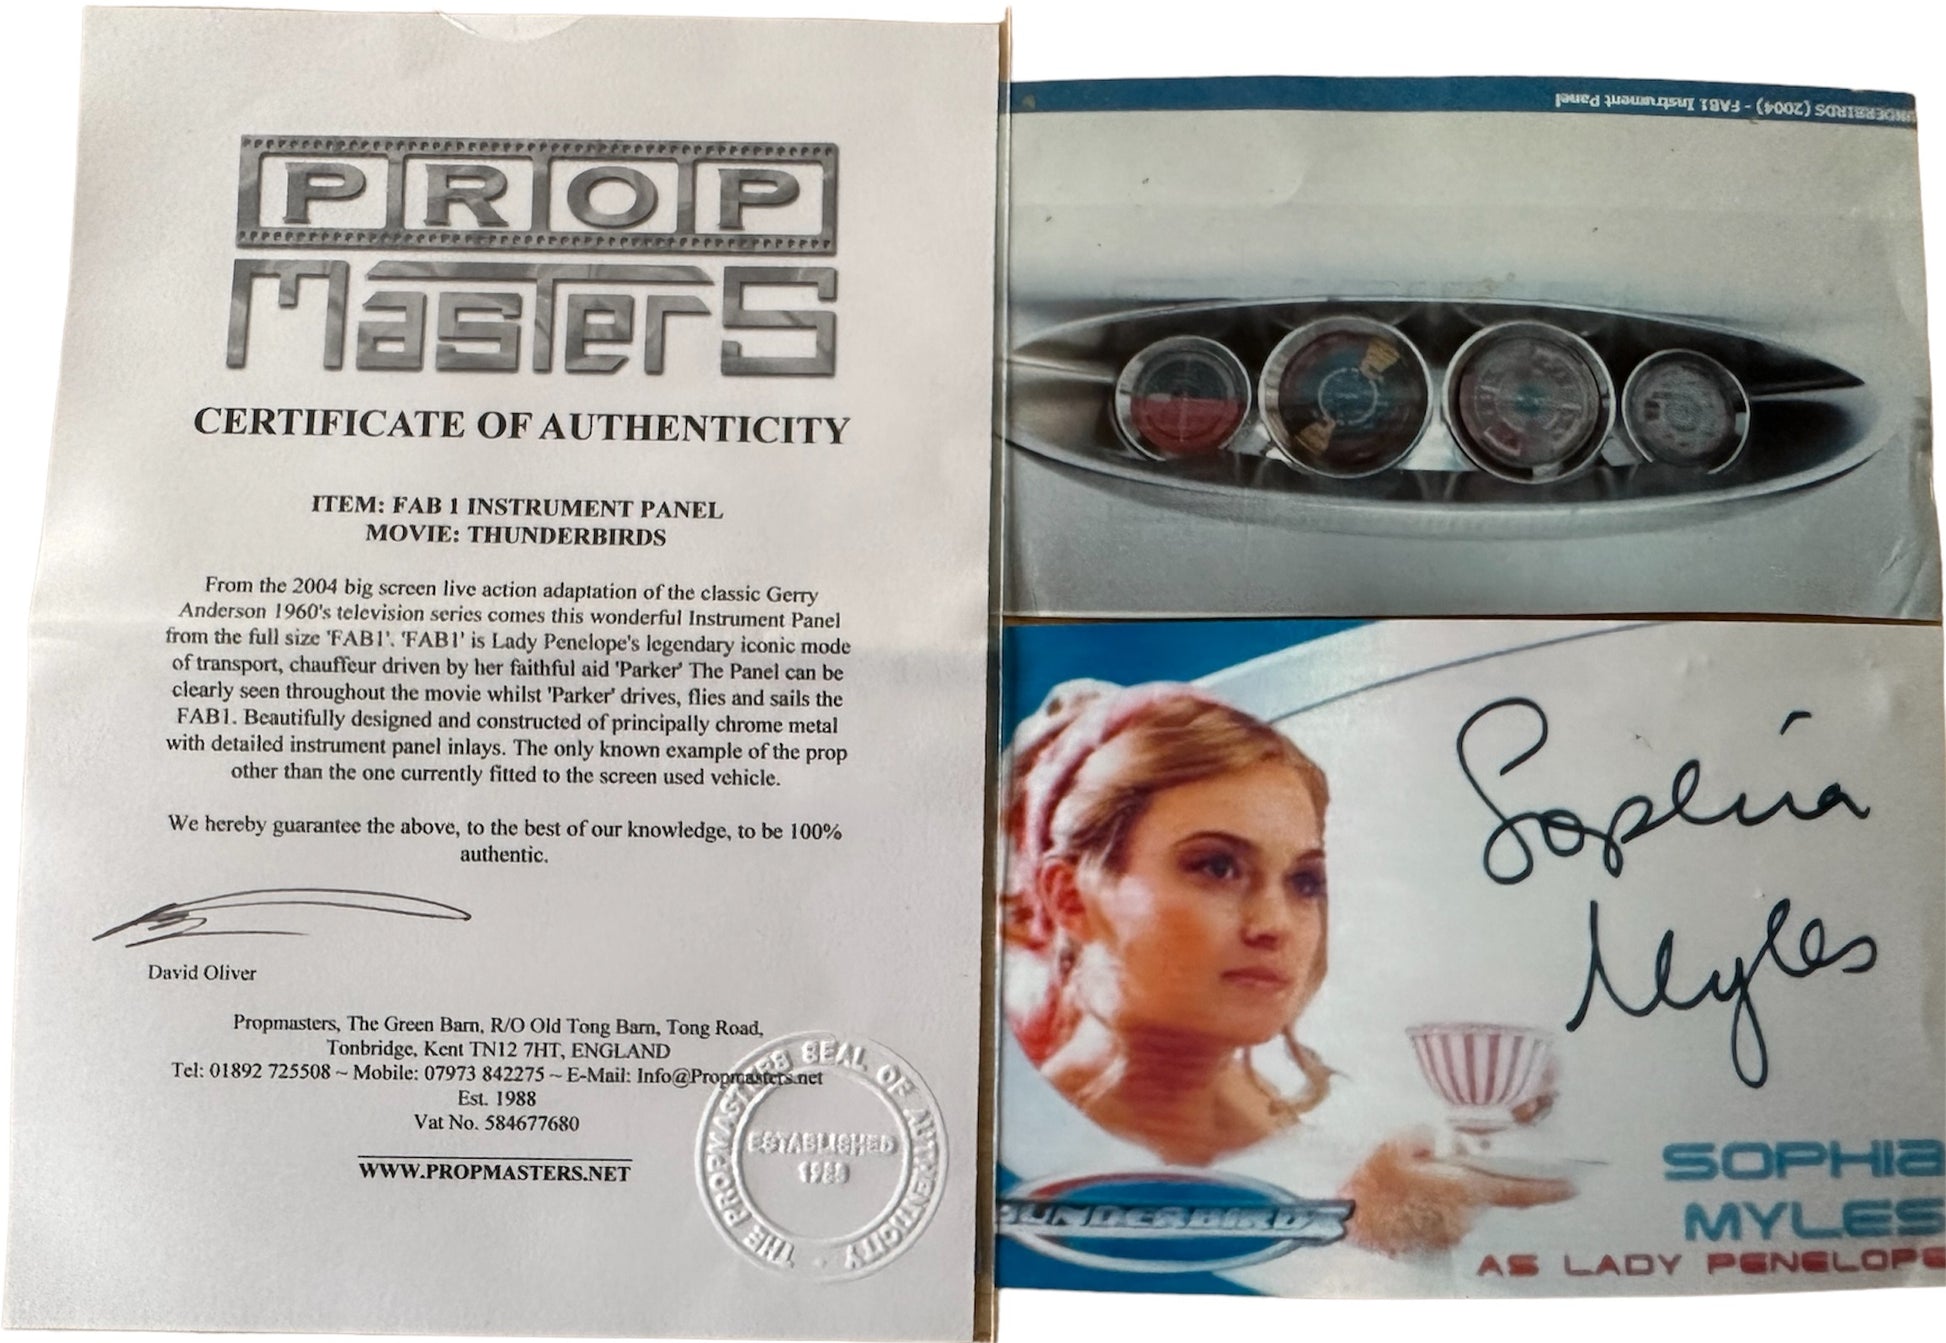 PROP
MASTERS
CERTIFICATE OF AUTHENTICITY
ITEM: FAB 1 INSTRUMENT PANEL
MOVIE: THUNDERBIRDS
From the 2004 big screen live action adaptation of the classic Gerry
Anderson 1960's television series comes this wonderful Instrument Panel
from the full size 'FAB1'. 'FAB1' is Lady Penelope's legendary iconic mode
of transport, chauffeur driven by her faithful aid 'Parker' The Panel can be
clearly seen throughout the movie whilst 'Parker' drives, flies and sails the
FAB1. Beautifully designed and constructed of principally chrome metal
with detailed instrument panel inlays. The only known example of the prop
other than the one currently fitted to the screen used vehicle.
We hereby guarantee the above, to the best of our knowledge, to be 100%
authentic.
David Oliver
Propmasters, The Green Barn, R/O Old Tong Barn, Tong Road,
Tonbridge, Kent TN12 7HT, ENGLAND
Tel: 01892 725508 ~ Mobile: 07973 842275 ~ E-Mail: Info@Propmasters.net
Est. 1988
Vat No. 584677680
WWW.PROPMASTERS.NET
THE PROPMASTERS SEAL OF AUTHENTICITY
ESTABLISHED
1988
UNDERBIRDS (2004) - FAB1 Instrument Panel
Sophia
Myles
UNDERBIRDS
SOPHIA
MYLES
AS LADY PENELOPE